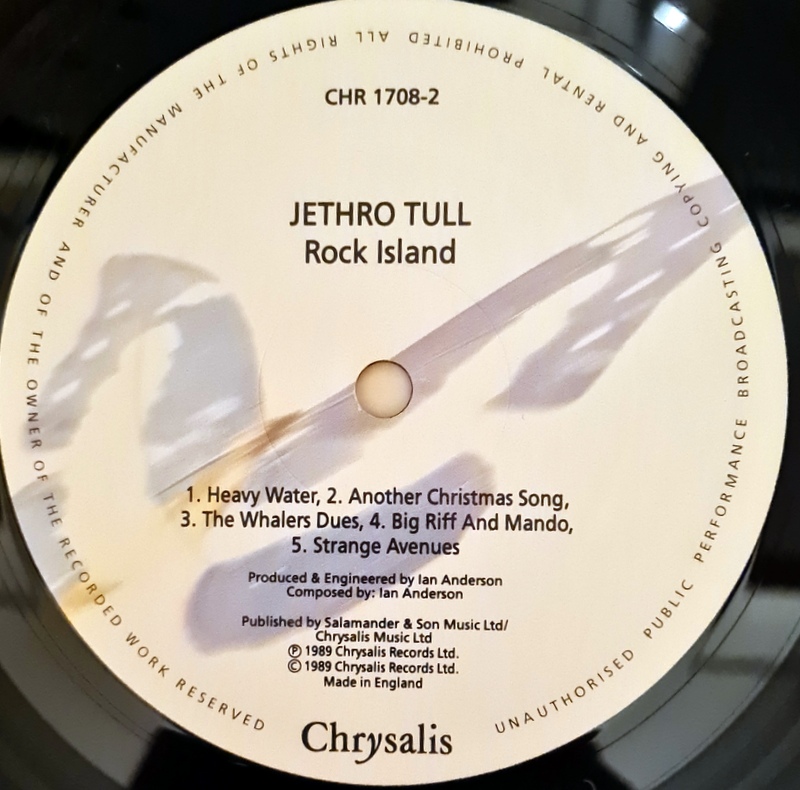 CHR 1708-2
JETHRO TULL
Rock Island
1. Heavy Water, 2. Another Christmas Song,
3. The Whalers Dues, 4. Big Riff And Mando,
5. Strange Avenues
Produced & Engineered by Ian Anderson
Composed by: Ian Anderson
Published by Salamander & Son Music Ltd/
Chrysalis Music Ltd
℗ 1989 Chrysalis Records Ltd.
© 1989 Chrysalis Records Ltd.
Made in England
Chrysalis
ALL RIGHTS OF THE MANUFACTURER AND OF THE OWNER OF THE RECORDED WORK RESERVED UNAUTHORISED PUBLIC PERFORMANCE BROADCASTING COPYING AND RENTAL PROHIBITED